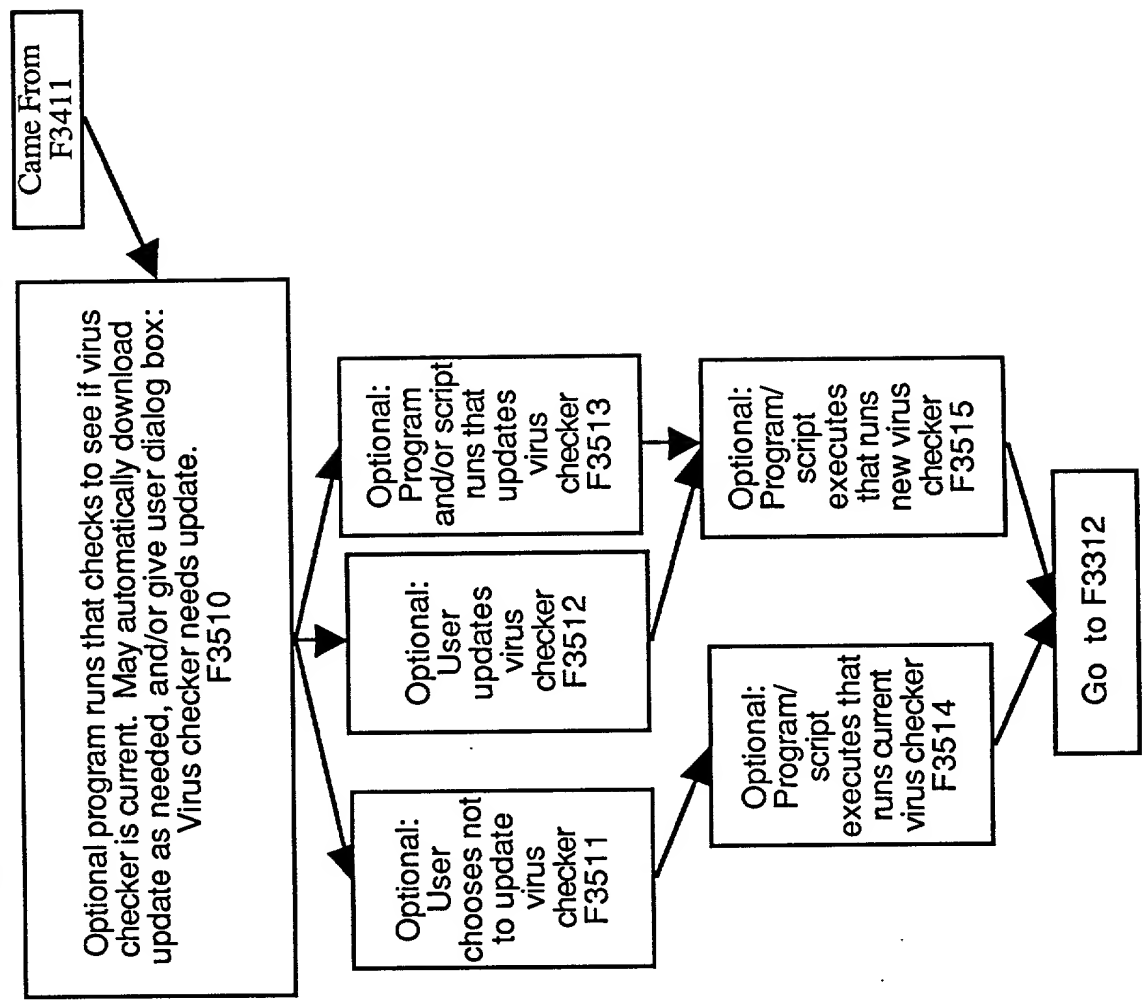 Came From
F3411
Optional program runs that checks to see if virus
checker is current. May automatically download
update as needed, and/or give user dialog box:
Virus checker needs update.
F3510
Optional:
User
chooses not
to update
virus
checker
F3511
Optional:
User
updates
virus
checker
F3512
Optional:
Program
and/or script
runs that
updates
virus
checker
F3513
Optional:
Program/
script
executes that
runs current
virus checker
F3514
Optional:
Program/
script
executes
that runs
new virus
checker
F3515
Go to F3312